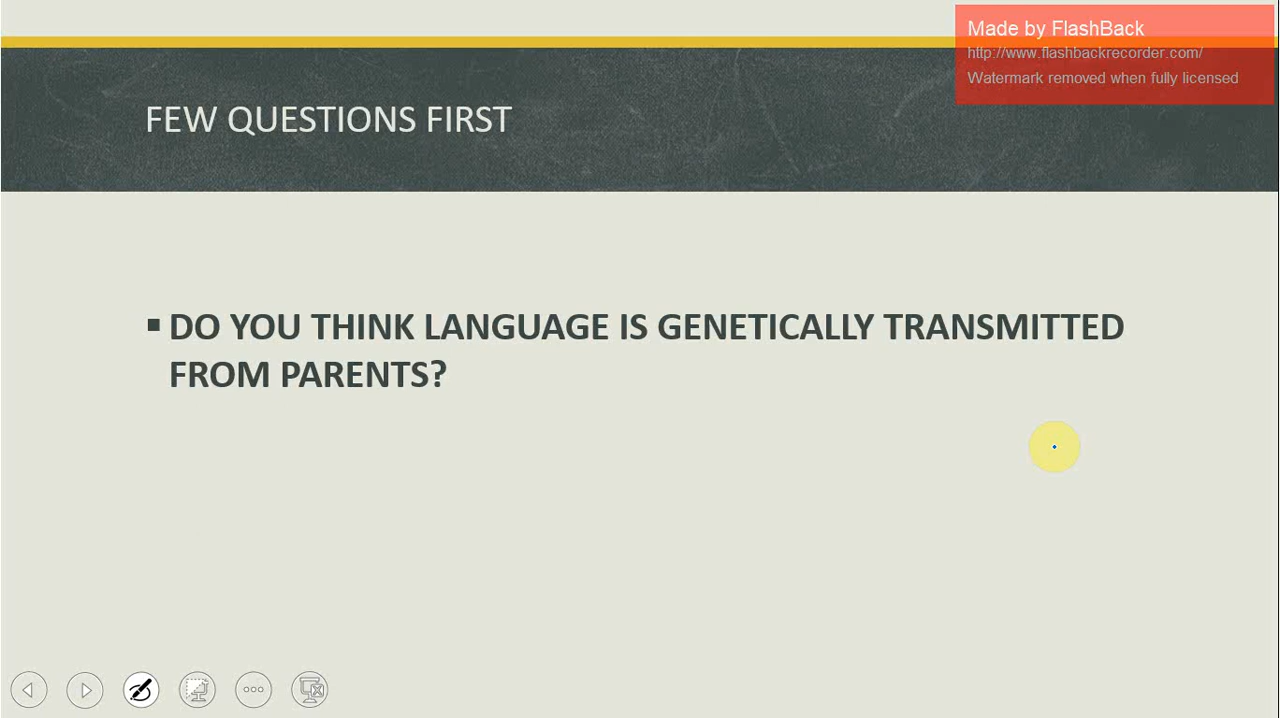 Made by FlashBack
http://www.flashbackrecorder.com/
Watermark removed when fully licensed
FEW QUESTIONS FIRST
DO YOU THINK LANGUAGE IS GENETICALLY TRANSMITTED
FROM PARENTS?